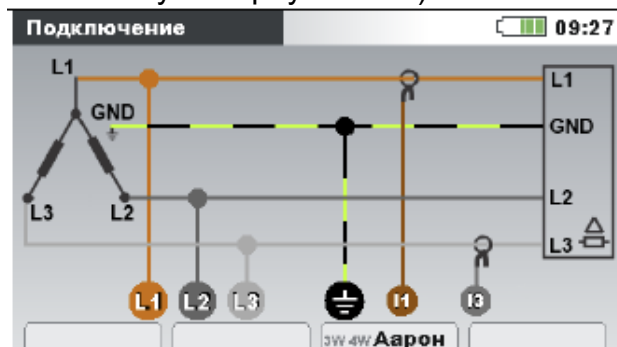 Подключение 09:27
L1 L1
GND GND
L3 L2 L2
L3
L1 L2 L3 I1 I3
3W 4W Аарон